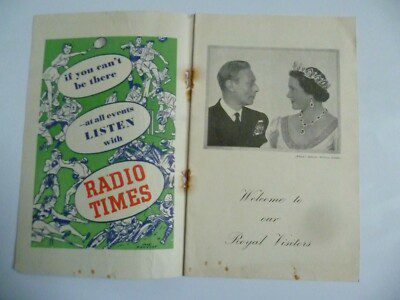 if you can't
be there
...at all events
LISTEN
with
RADIO
TIMES
Welcome to
our
Royal Visitors